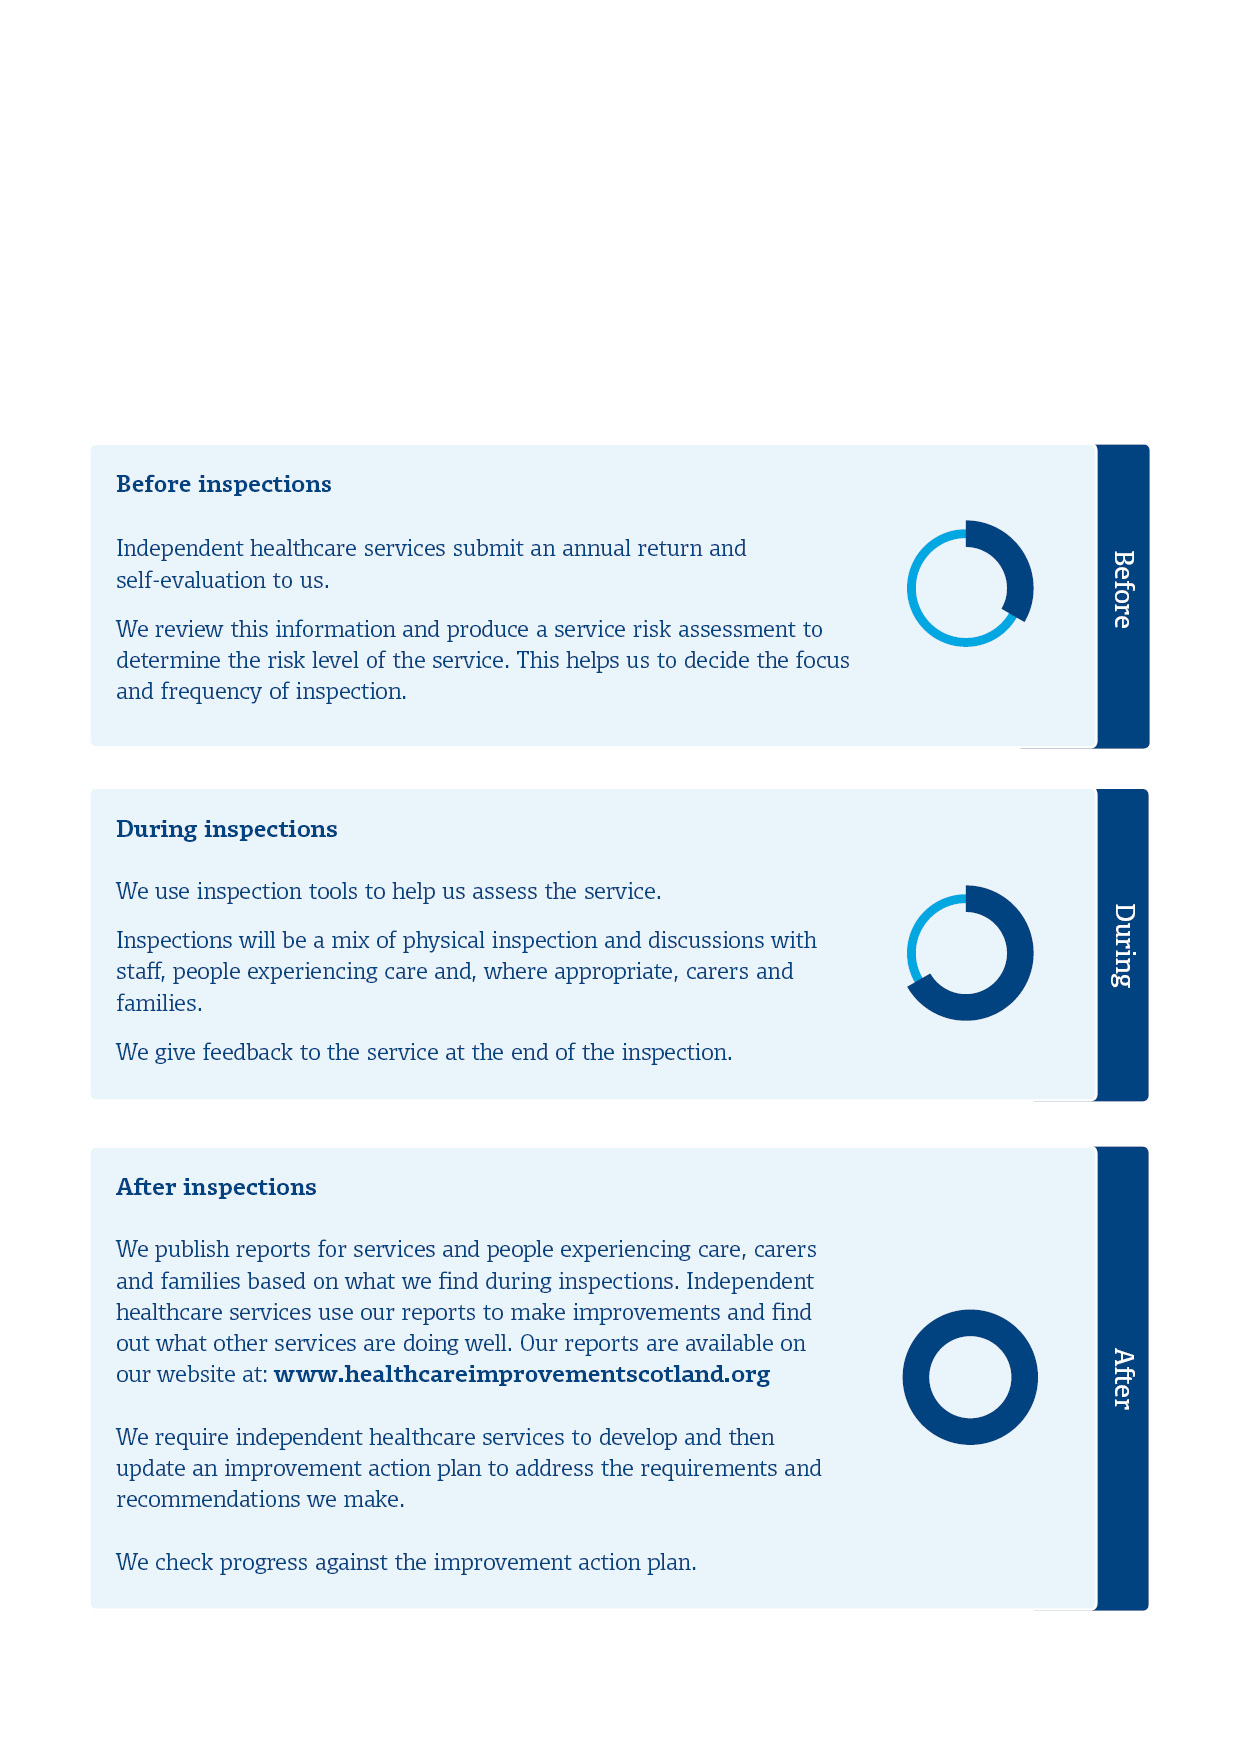 Before inspections
Independent healthcare services submit an annual return and
self-evaluation to us.
We review this information and produce a service risk assessment to
determine the risk level of the service. This helps us to decide the focus
and frequency of inspection.
Before
During inspections
We use inspection tools to help us assess the service.
Inspections will be a mix of physical inspection and discussions with
staff, people experiencing care and, where appropriate, carers and
families.
We give feedback to the service at the end of the inspection.
During
After inspections
We publish reports for services and people experiencing care, carers
and families based on what we find during inspections. Independent
healthcare services use our reports to make improvements and find
out what other services are doing well. Our reports are available on
our website at: www.healthcareimprovementscotland.org
We require independent healthcare services to develop and then
update an improvement action plan to address the requirements and
recommendations we make.
We check progress against the improvement action plan.
After